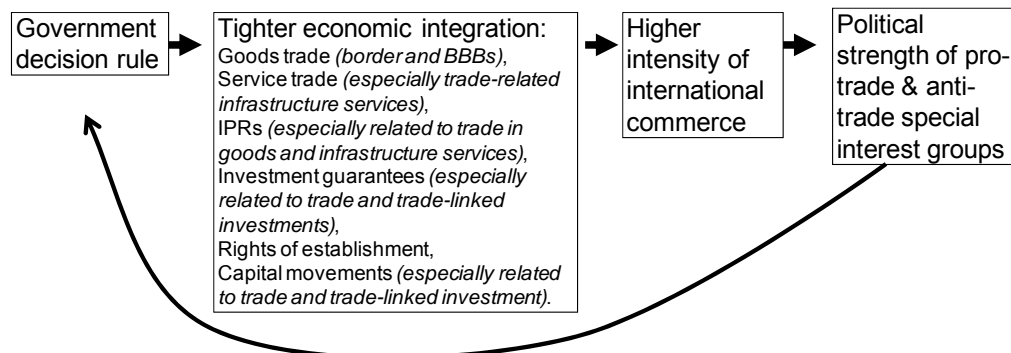 Government
decision rule
Tighter economic integration:
Goods trade (border and BBBs),
Service trade (especially trade-related
infrastructure services),
IPRs (especially related to trade in
goods and infrastructure services),
Investment guarantees (especially
related to trade and trade-linked
investments),
Rights of establishment,
Capital movements (especially related
to trade and trade-linked investment).
Higher
intensity of
international
commerce
Political
strength of pro-
trade & anti-
trade special
interest groups